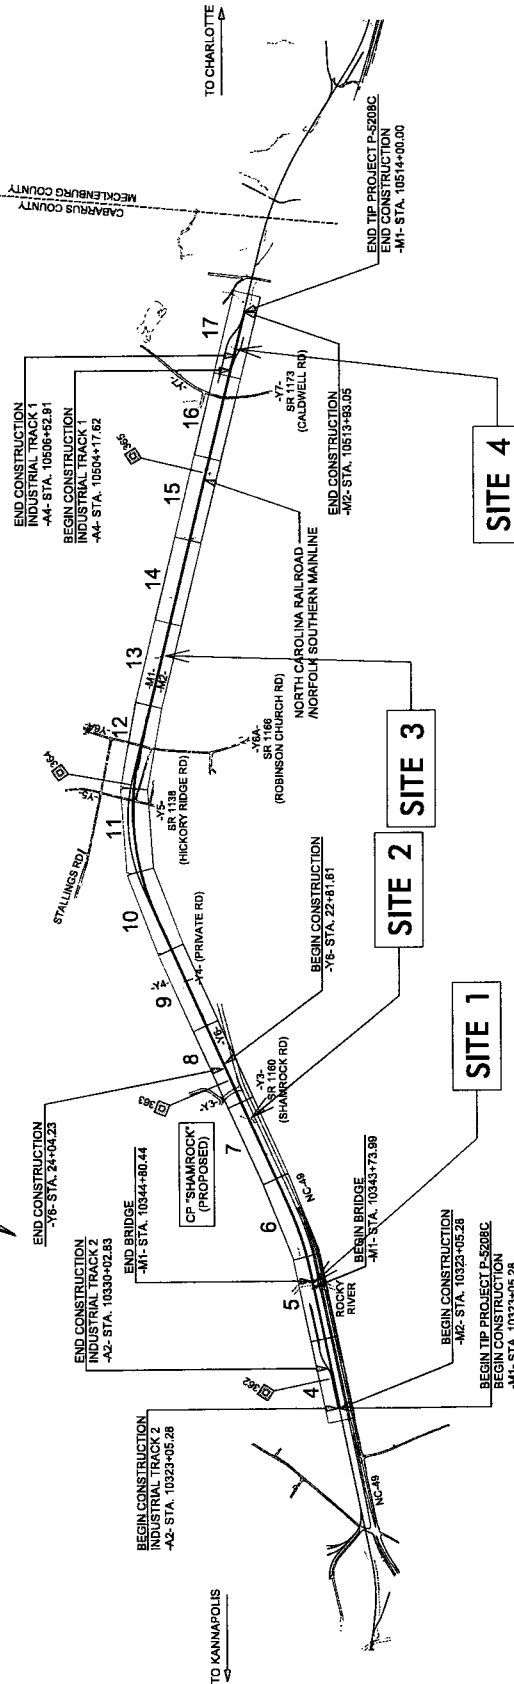 TO KANNAPOLIS
BEGIN CONSTRUCTION
INDUSTRIAL TRACK 2
-A2- STA. 10323+05.28
END CONSTRUCTION
INDUSTRIAL TRACK 2
-A2- STA. 10330+02.83
END BRIDGE
-M1- STA. 10344+80.44
END CONSTRUCTION
-Y6- STA. 24+04.23
CP "SHAMROCK"
(PROPOSED)
STALLINGS RD
END CONSTRUCTION
INDUSTRIAL TRACK 1
-A4- STA. 10506+52.91
BEGIN CONSTRUCTION
INDUSTRIAL TRACK 1
-A4- STA. 10504+17.62
TO CHARLOTTE
CABARRUS COUNTY
MECKLENBURG COUNTY
362
363
364
365
4
5
6
7
8
9
10
11
12
13
14
15
16
17
-Y3-
-Y4-
-Y5-
-Y6A-
-Y7-
-M1-
-M2-
-Y6-
NC-49
NC-49
ROCKY
RIVER
-Y3-
SR 1160
(SHAMROCK RD)
-Y4- (PRIVATE RD)
-Y5-
SR 1138
(HICKORY RIDGE RD)
-Y6A-
SR 1166
(ROBINSON CHURCH RD)
NORTH CAROLINA RAILROAD
/NORFOLK SOUTHERN MAINLINE
-Y7-
SR 1173
(CALDWELL RD)
BEGIN BRIDGE
-M1- STA. 10343+73.99
BEGIN CONSTRUCTION
-Y6- STA. 22+81.81
BEGIN CONSTRUCTION
-M2- STA. 10323+05.28
BEGIN TIP PROJECT P-5208C
BEGIN CONSTRUCTION
-M1- STA. 10323+05.28
END CONSTRUCTION
-M2- STA. 10513+93.05
END TIP PROJECT P-5208C
END CONSTRUCTION
-M1- STA. 10514+00.00
SITE 1
SITE 2
SITE 3
SITE 4